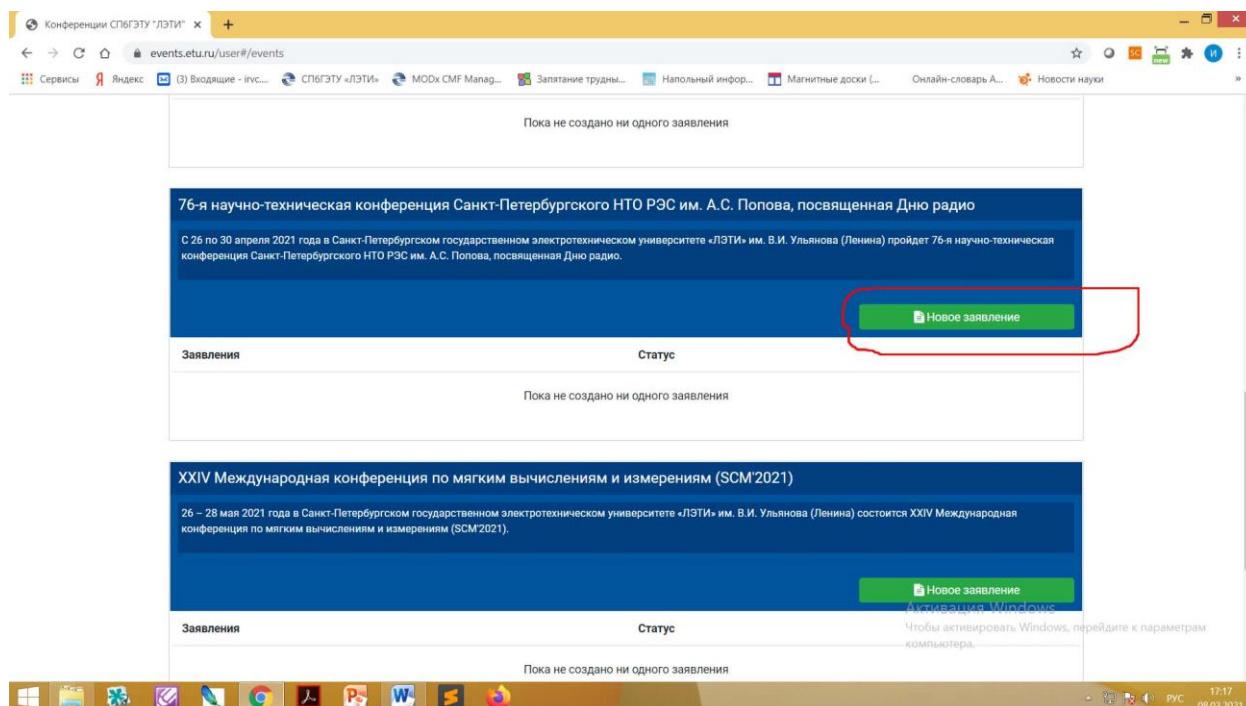 Конференции СПбГЭТУ "ЛЭТИ"
events.etu.ru/user#/events
Сервисы Яндекс (3) Входящие - irvc.... СПбГЭТУ «ЛЭТИ» MODx CMF Manag... Запятание трудны... Напольный инфор... Магнитные доски (... Онлайн-словарь А... Новости науки
SC new И
Пока не создано ни одного заявления
76-я научно-техническая конференция Санкт-Петербургского НТО РЭС им. А.С. Попова, посвященная Дню радио
С 26 по 30 апреля 2021 года в Санкт-Петербургском государственном электротехническом университете «ЛЭТИ» им. В.И. Ульянова (Ленина) пройдет 76-я научно-техническая
конференция Санкт-Петербургского НТО РЭС им. А.С. Попова, посвященная Дню радио.
Новое заявление
Заявления Статус
Пока не создано ни одного заявления
XXIV Международная конференция по мягким вычислениям и измерениям (SCM'2021)
26 – 28 мая 2021 года в Санкт-Петербургском государственном электротехническом университете «ЛЭТИ» им. В.И. Ульянова (Ленина) состоится XXIV Международная
конференция по мягким вычислениям и измерениям (SCM'2021).
Новое заявление
Активация Windows
Заявления Статус
Чтобы активировать Windows, перейдите к параметрам
компьютера.
Пока не создано ни одного заявления
РУС 17:17
08.02.2021